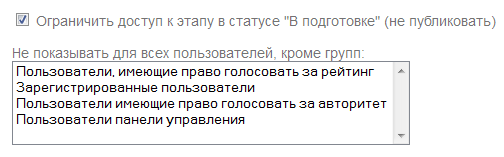 Ограничить доступ к этапу в статусе "В подготовке" (не публиковать)
Не показывать для всех пользователей, кроме групп:
Пользователи, имеющие право голосовать за рейтинг
Зарегистрированные пользователи
Пользователи имеющие право голосовать за авторитет
Пользователи панели управления